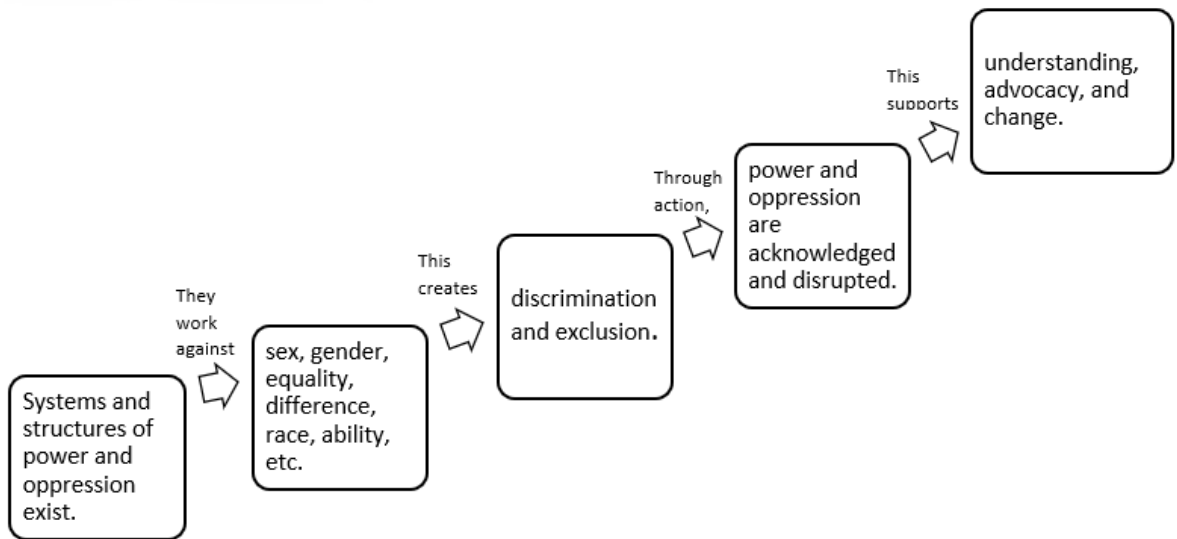 Systems and
structures of
power and
oppression
exist.
They
work
against
sex, gender,
equality,
difference,
race, ability,
etc.
This
creates
discrimination
and exclusion.
Through
action,
power and
oppression
are
acknowledged
and disrupted.
This
supports
understanding,
advocacy, and
change.